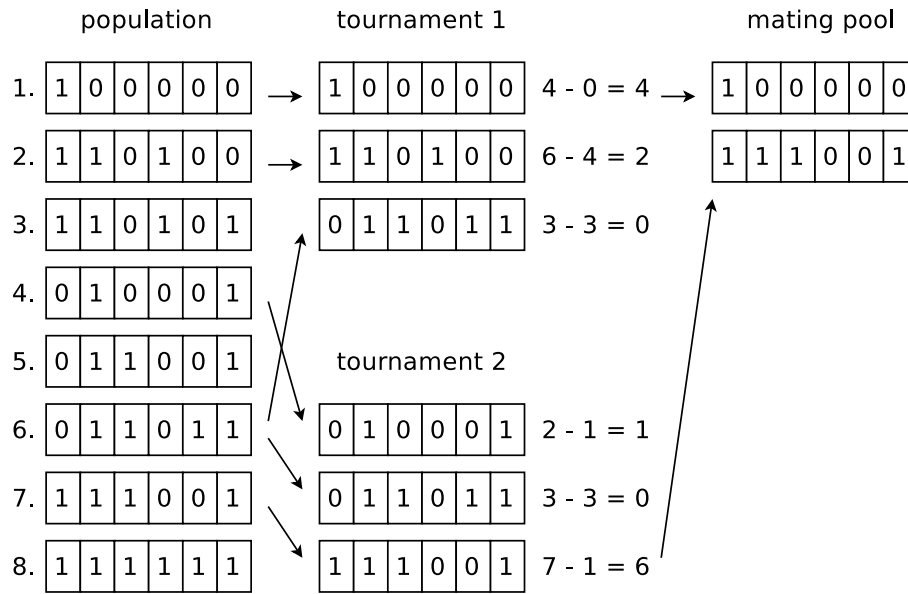 population tournament 1 mating pool
1. 1 0 0 0 0 0 1 0 0 0 0 0 4 - 0 = 4 1 0 0 0 0 0
2. 1 1 0 1 0 0 1 1 0 1 0 0 6 - 4 = 2 1 1 1 0 0 1
3. 1 1 0 1 0 1 0 1 1 0 1 1 3 - 3 = 0
4. 0 1 0 0 0 1
5. 0 1 1 0 0 1 tournament 2
6. 0 1 1 0 1 1 0 1 0 0 0 1 2 - 1 = 1
7. 1 1 1 0 0 1 0 1 1 0 1 1 3 - 3 = 0
8. 1 1 1 1 1 1 1 1 1 0 0 1 7 - 1 = 6